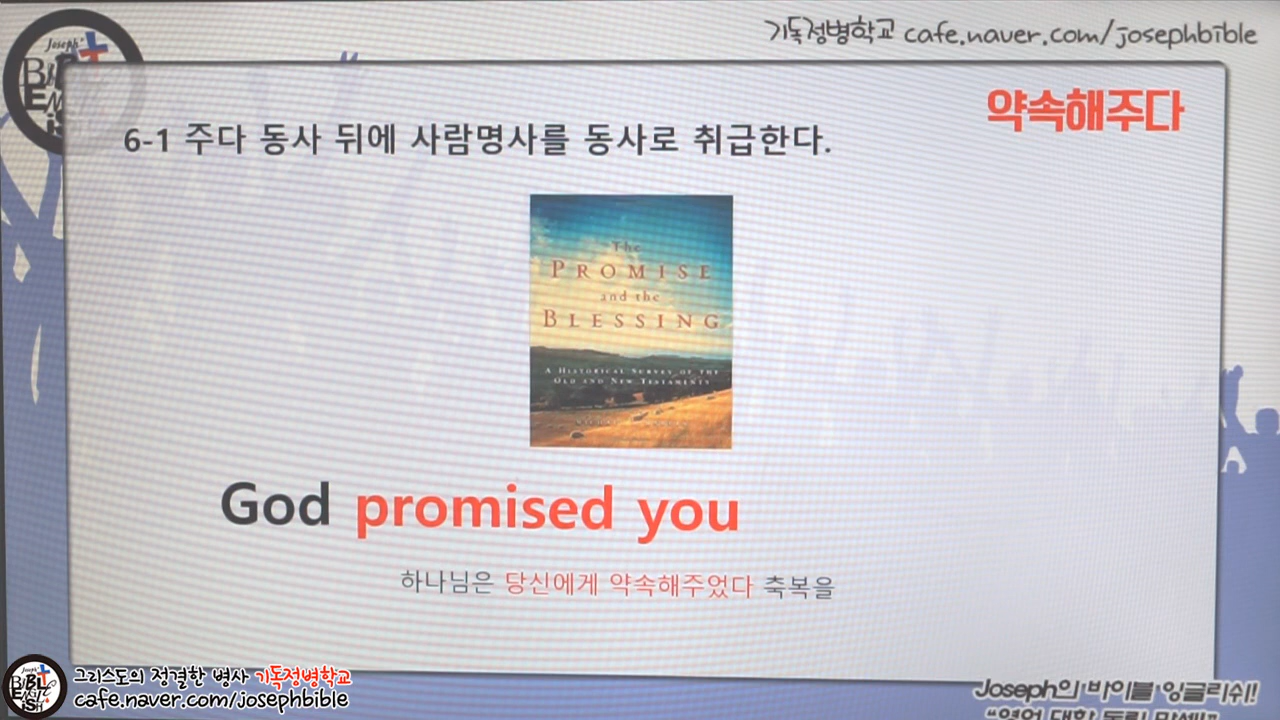 기독정병학교 cafe.naver.com/josephbible
Joseph'
약속해주다
6-1 주다 동사 뒤에 사람명사를 동사로 취급한다.
The
PROMISE
and the
BLESSING
A HISTORICAL SURVEY OF THE
OLD AND NEW TESTAMENTS
God promised you
하나님은 당신에게 약속해주었다 축복을
그리스도의 정결한 병사 기독정병학교
cafe.naver.com/josephbible
Joseph의 바이블 잉글리쉬!